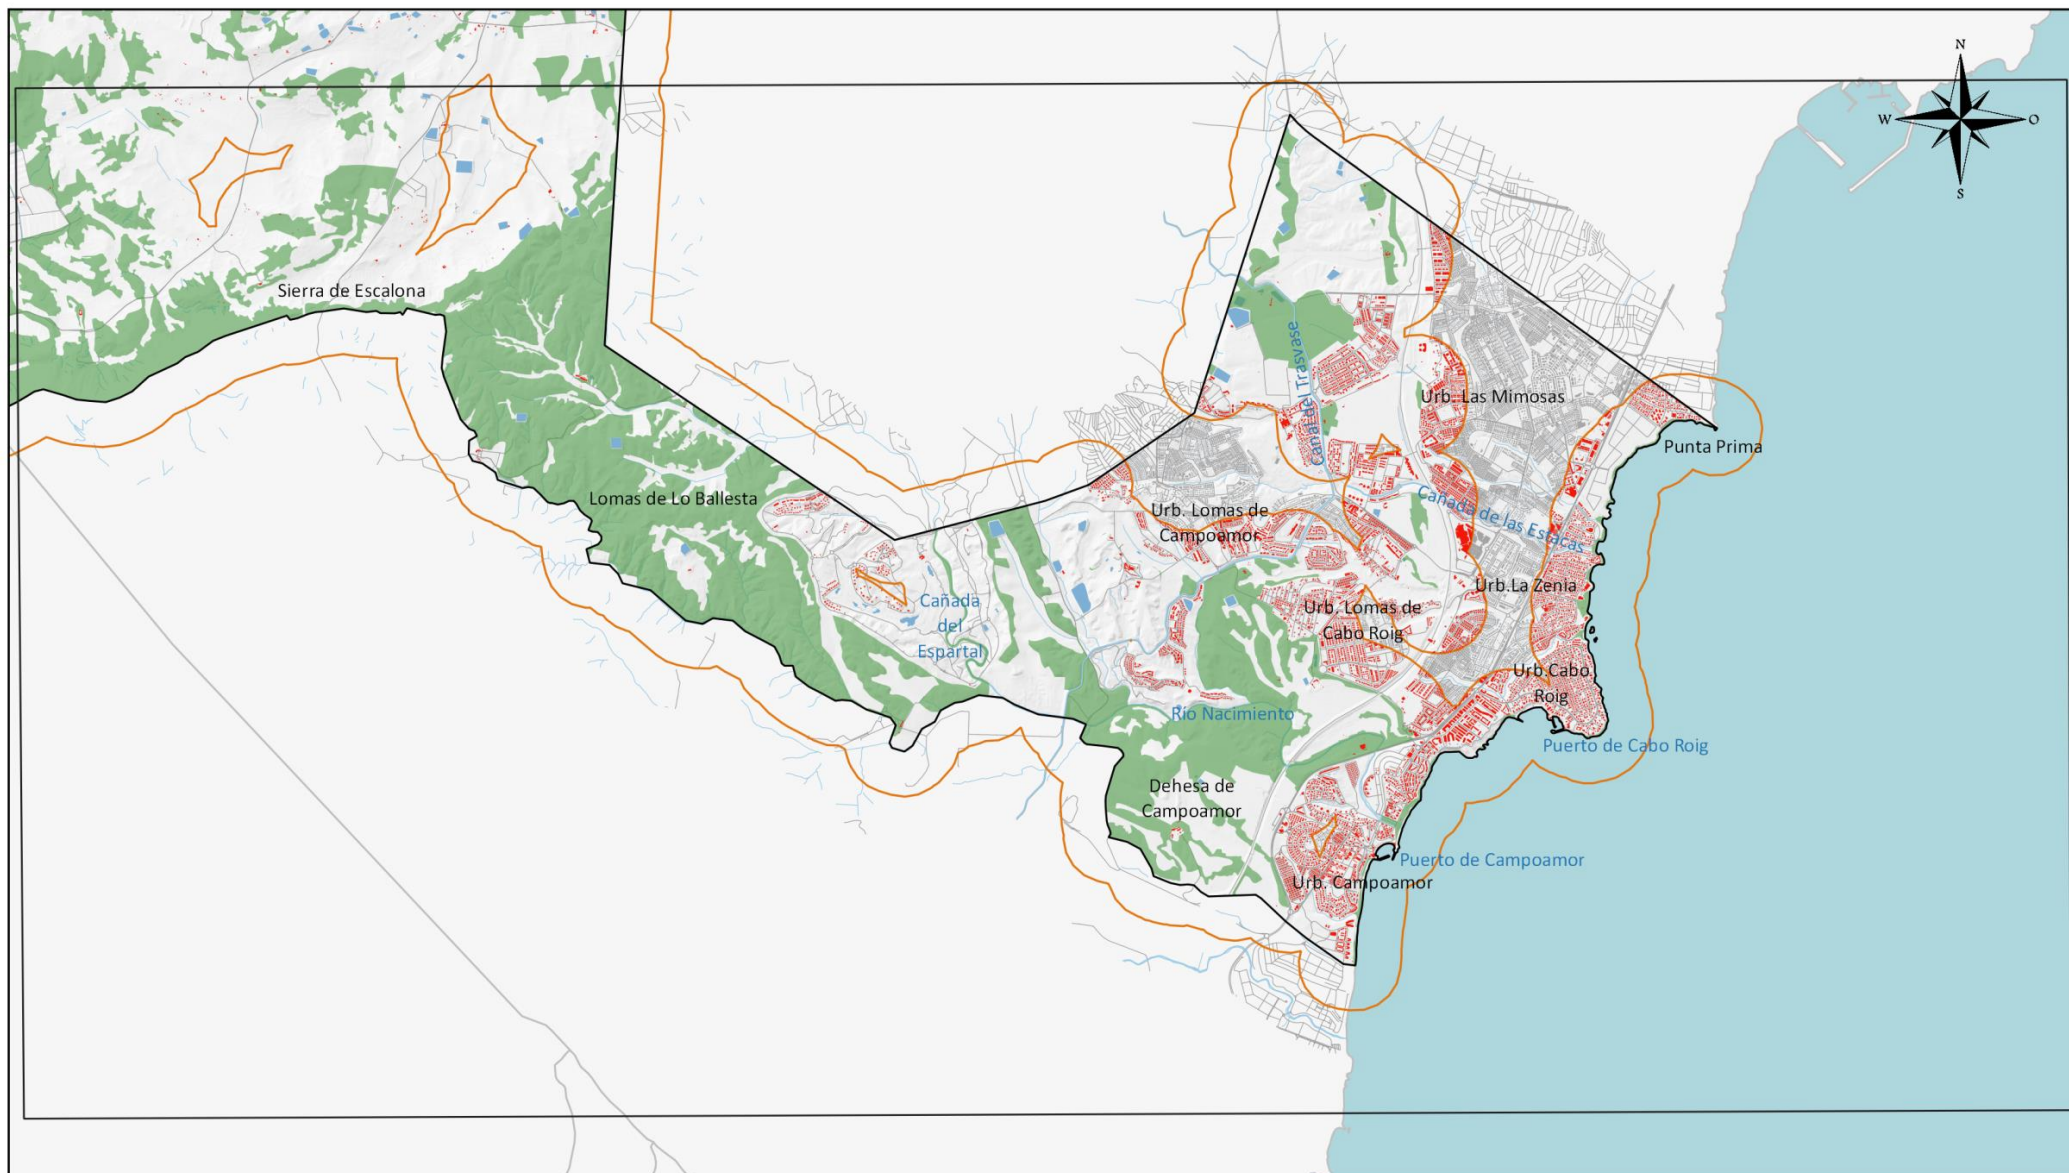 N
W
O
S
Sierra de Escalona
Canal del Trasvase
Urb. Las Mimosas
Punta Prima
Lomas de Lo Ballesta
Urb. Lomas de
Campoamor
Cañada de las Estacas
Urb.La Zenia
Cañada
del
Espartal
Urb. Lomas de
Cabo Roig
Urb.Cabo
Roig
Río Nacimiento
Puerto de Cabo Roig
Dehesa de
Campoamor
Puerto de Campoamor
Urb. Campoamor